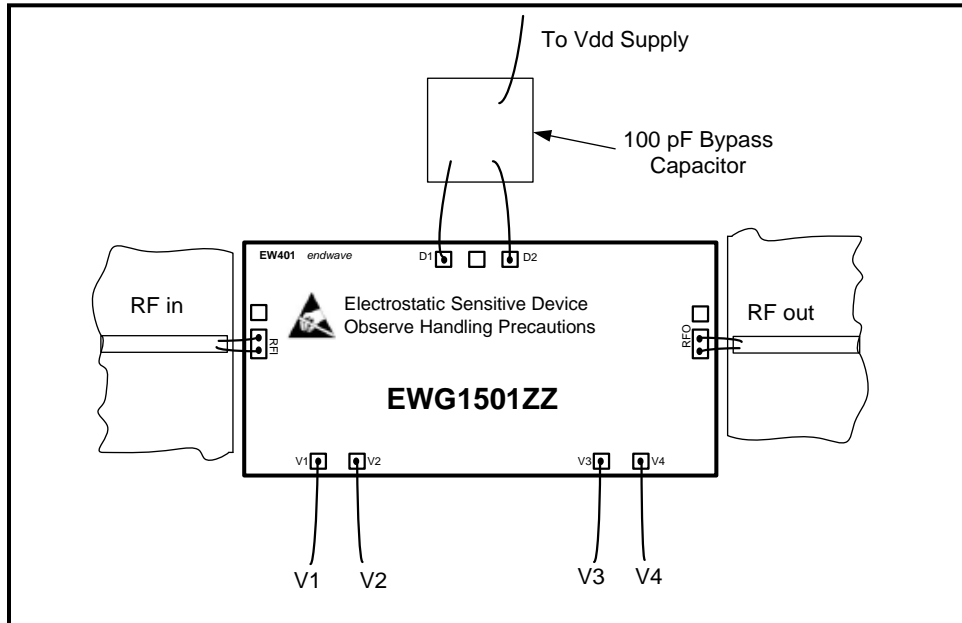 To Vdd Supply
100 pF Bypass
Capacitor
EW401 endwave
D1
D2
RF in
Electrostatic Sensitive Device
Observe Handling Precautions
RF out
RFI
RFO
EWG1501ZZ
V1
V2
V3
V4
V1
V2
V3
V4